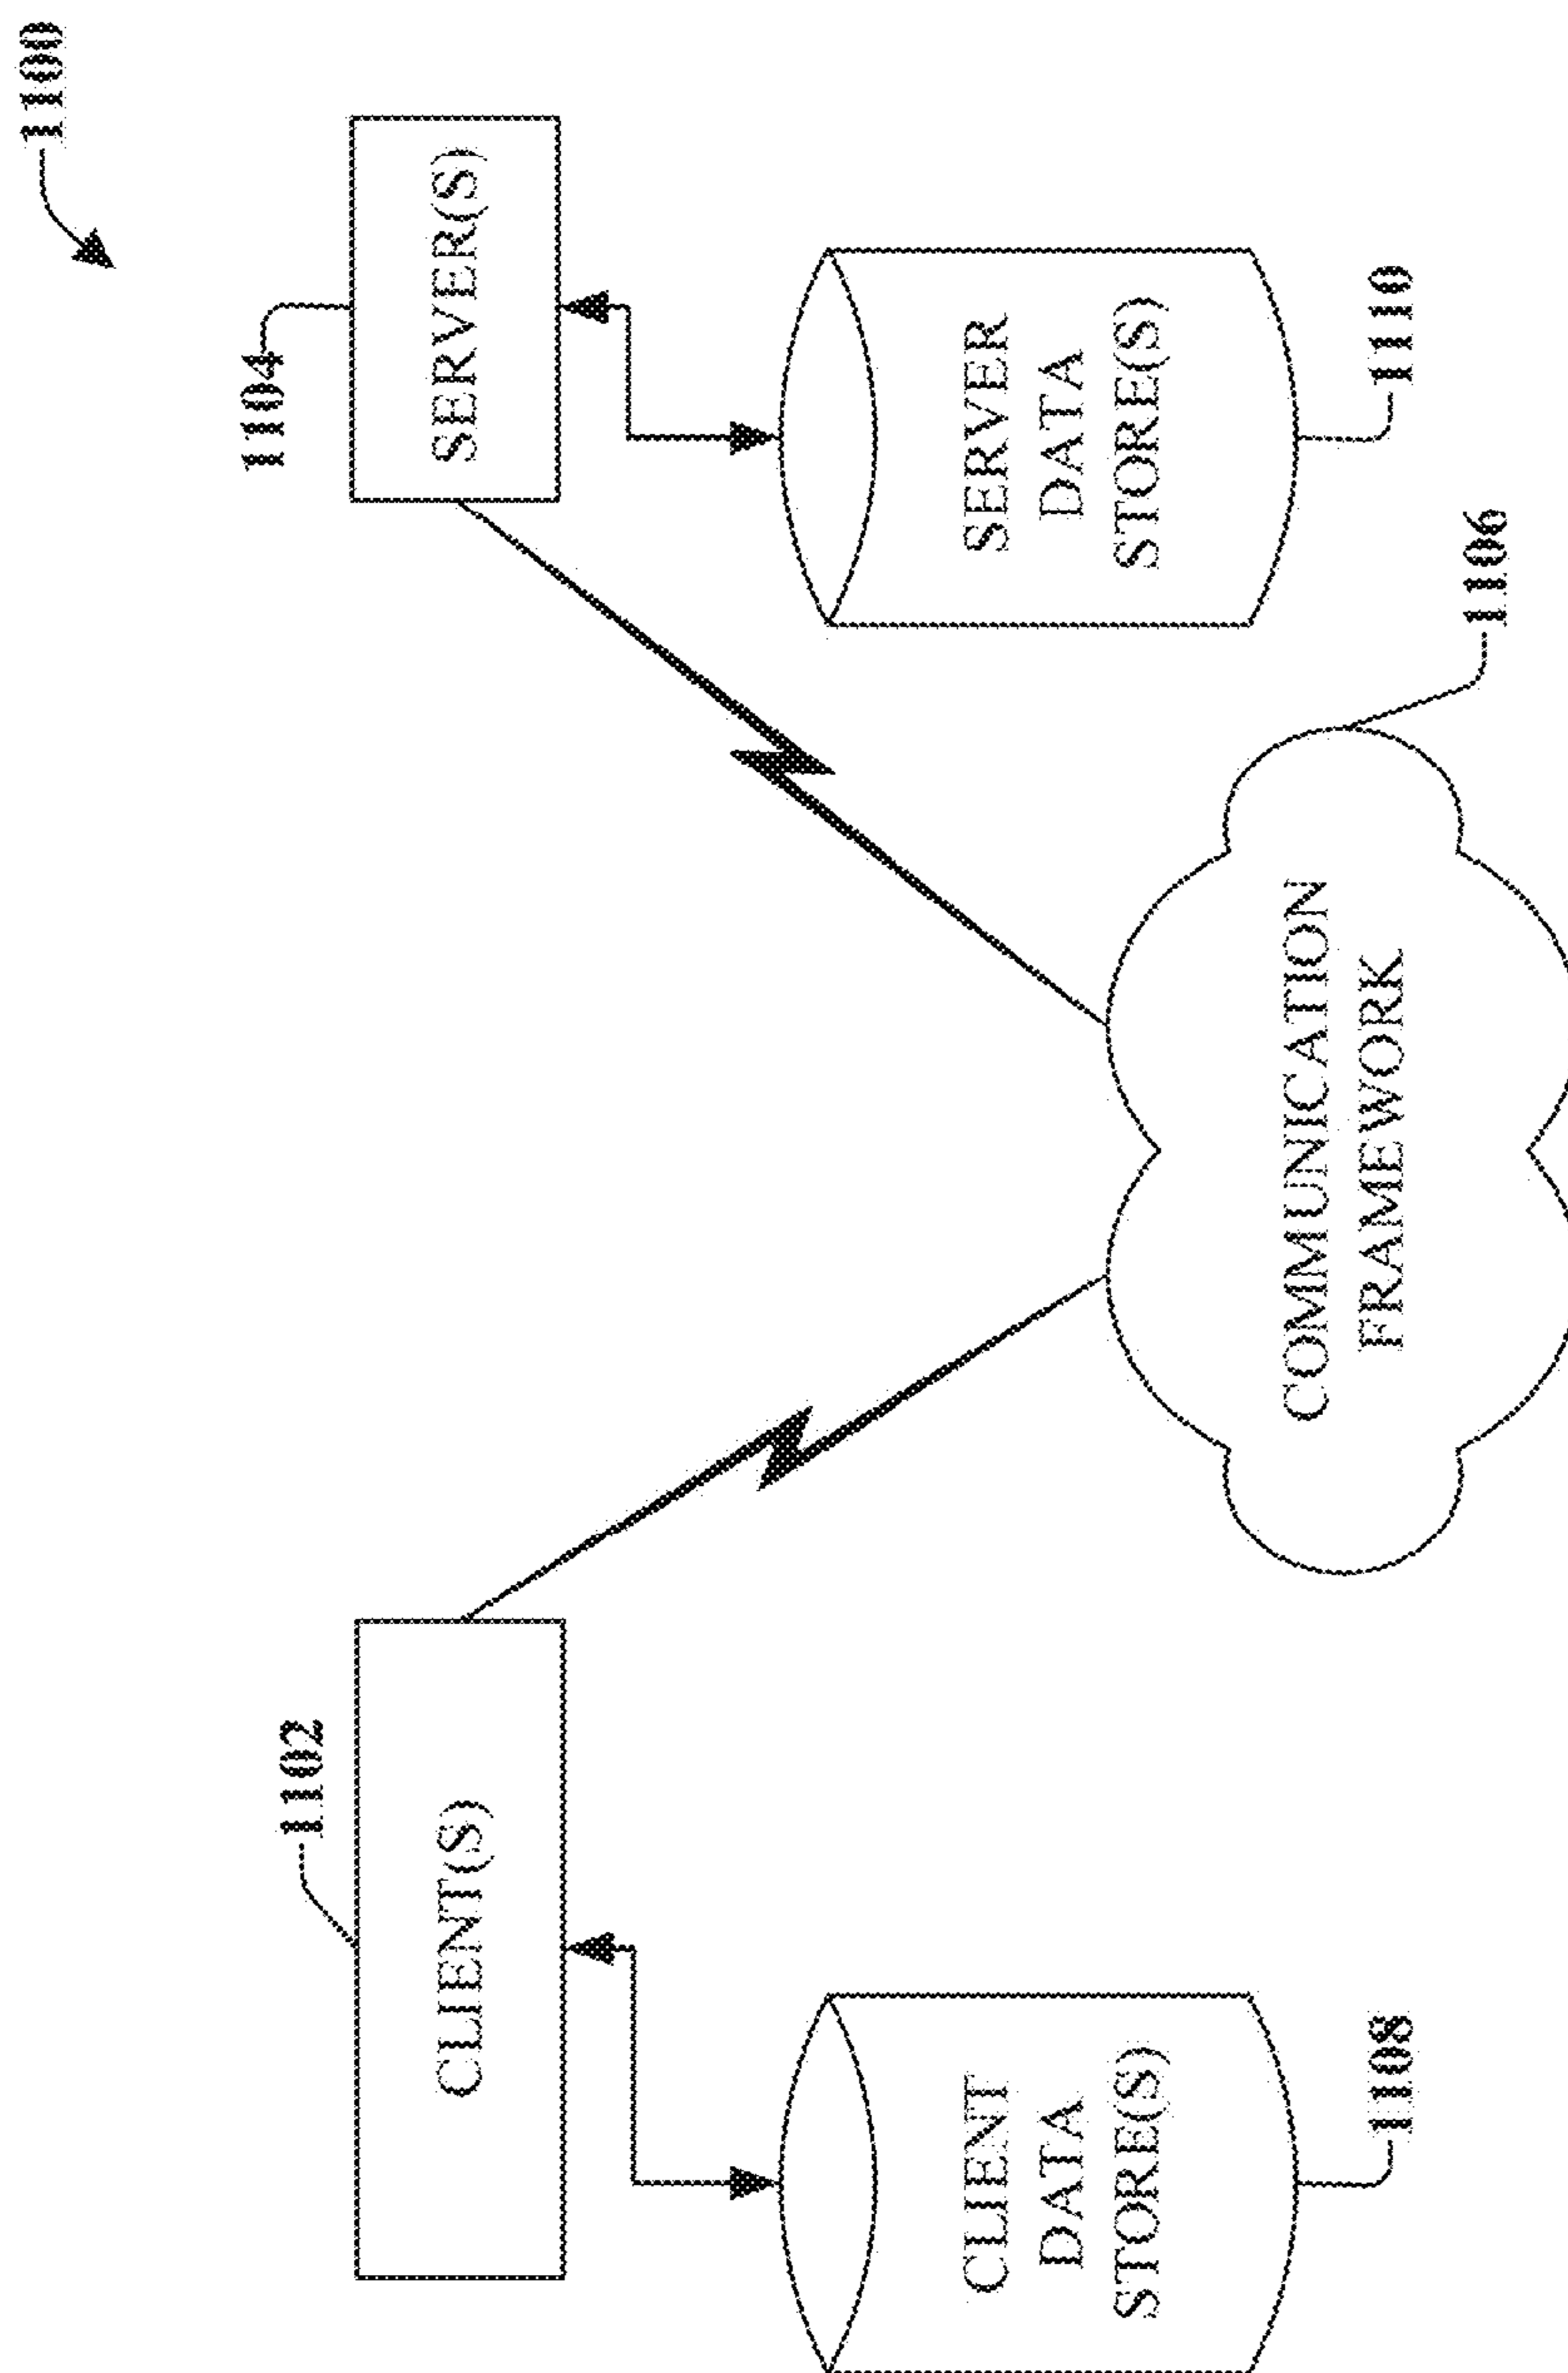 1100
1102
1104
CLIENT(S)
SERVER(S)
CLIENT
DATA
STORE(S)
SERVER
DATA
STORE(S)
1108
1110
COMMUNICATION
FRAMEWORK
1106